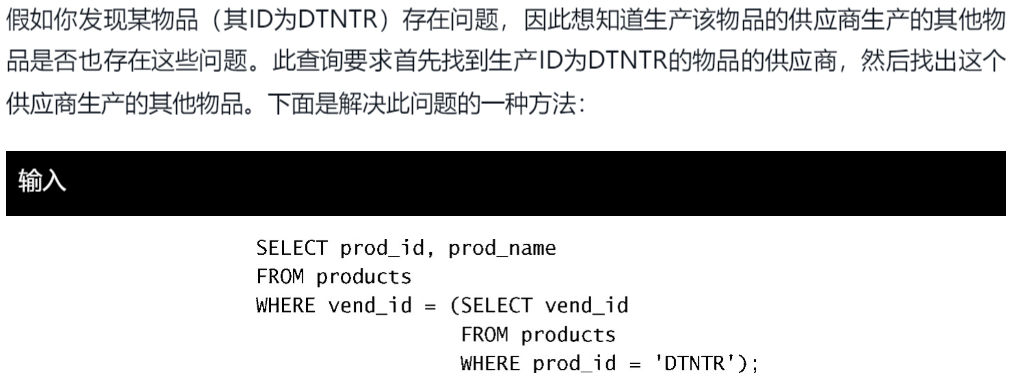 假如你发现某物品（其ID为DTNTR）存在问题，因此想知道生产该物品的供应商生产的其他物
品是否也存在这些问题。此查询要求首先找到生产ID为DTNTR的物品的供应商，然后找出这个
供应商生产的其他物品。下面是解决此问题的一种方法：
输入
SELECT prod_id, prod_name
FROM products
WHERE vend_id = (SELECT vend_id
FROM products
WHERE prod_id = 'DTNTR');